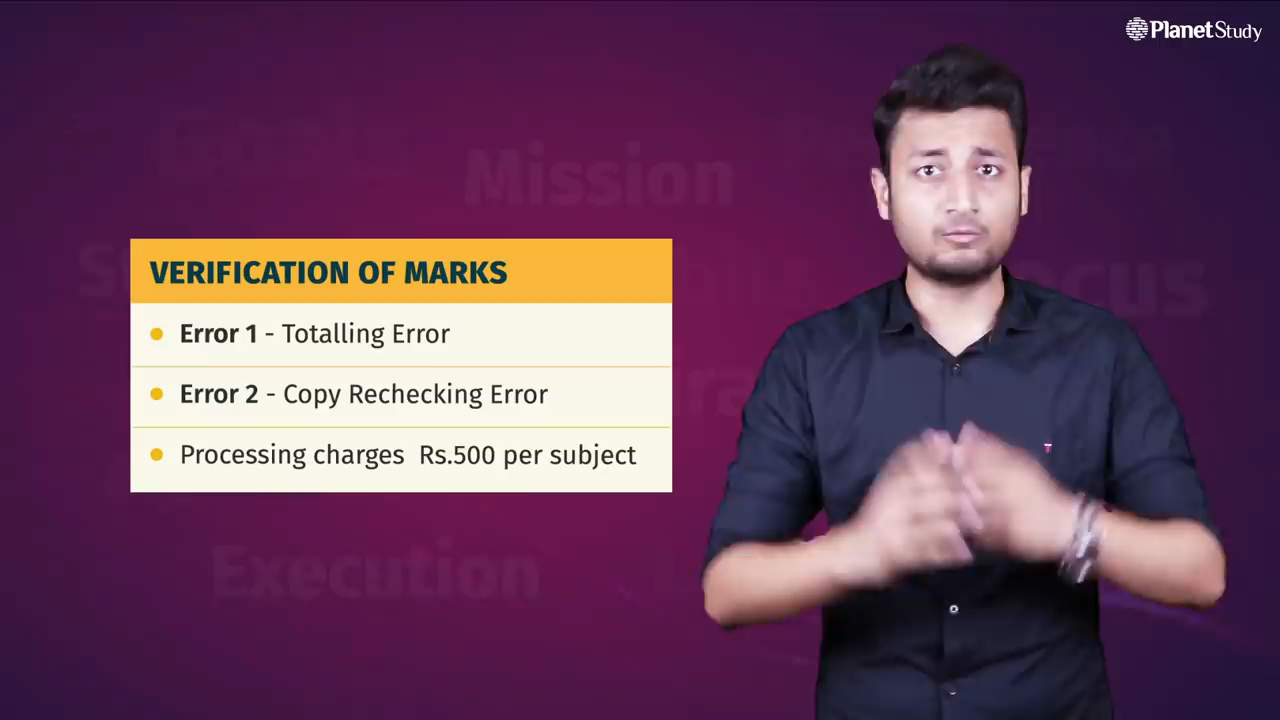 PlanetStudy
Mission
VERIFICATION OF MARKS
Error 1 - Totalling Error
Error 2 - Copy Rechecking Error
Processing charges Rs.500 per subject
Execution